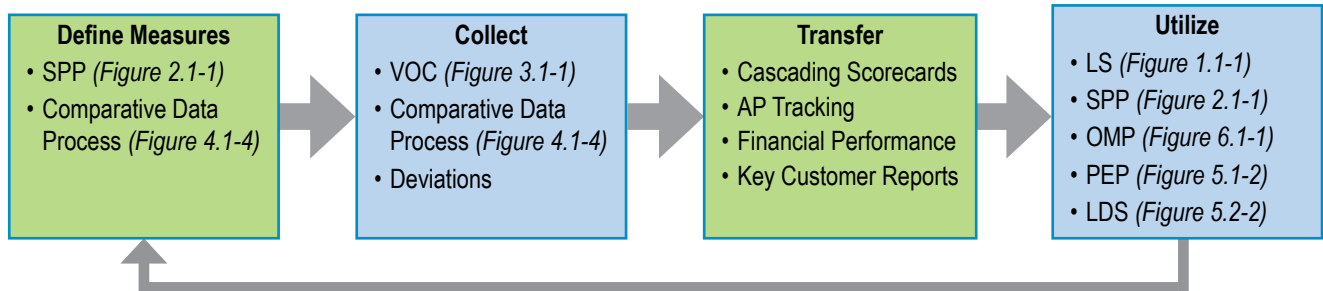 Define Measures
• SPP (Figure 2.1-1)
• Comparative Data
Process (Figure 4.1-4)
Collect
• VOC (Figure 3.1-1)
• Comparative Data
Process (Figure 4.1-4)
• Deviations
Transfer
• Cascading Scorecards
• AP Tracking
• Financial Performance
• Key Customer Reports
Utilize
• LS (Figure 1.1-1)
• SPP (Figure 2.1-1)
• OMP (Figure 6.1-1)
• PEP (Figure 5.1-2)
• LDS (Figure 5.2-2)